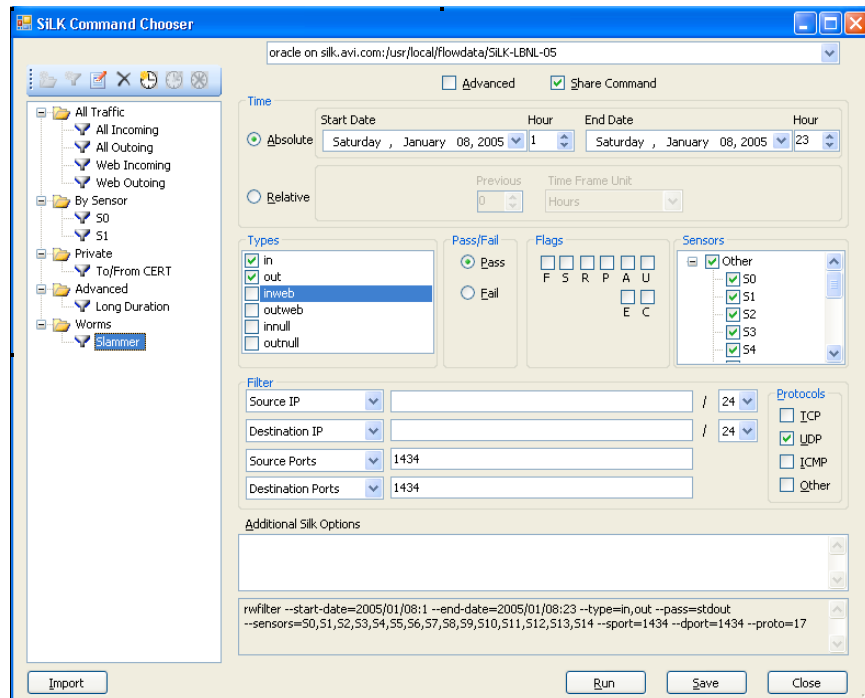 SiLK Command Chooser
oracle on silk.avi.com:/usr/local/flowdata/SiLK-LBNL-05
Advanced
Share Command
All Traffic
All Incoming
All Outoing
Web Incoming
Web Outoing
By Sensor
S0
S1
Private
To/From CERT
Advanced
Long Duration
Worms
Slammer
Time
Start Date
Hour
End Date
Hour
Absolute
Saturday , January 08, 2005
1
Saturday , January 08, 2005
23
Previous
Time Frame Unit
Relative
0
Hours
Types
in
out
inweb
outweb
innull
outnull
Pass/Fail
Pass
Fail
Flags
F S R P A U
E C
Sensors
Other
S0
S1
S2
S3
S4
Filter
Source IP
/ 24
Destination IP
/ 24
Source Ports
1434
Destination Ports
1434
Protocols
TCP
UDP
ICMP
Other
Additional Silk Options
rwfilter --start-date=2005/01/08:1 --end-date=2005/01/08:23 --type=in,out --pass=stdout
--sensors=S0,S1,S2,S3,S4,S5,S6,S7,S8,S9,S10,S11,S12,S13,S14 --sport=1434 --dport=1434 --proto=17
Import
Run
Save
Close